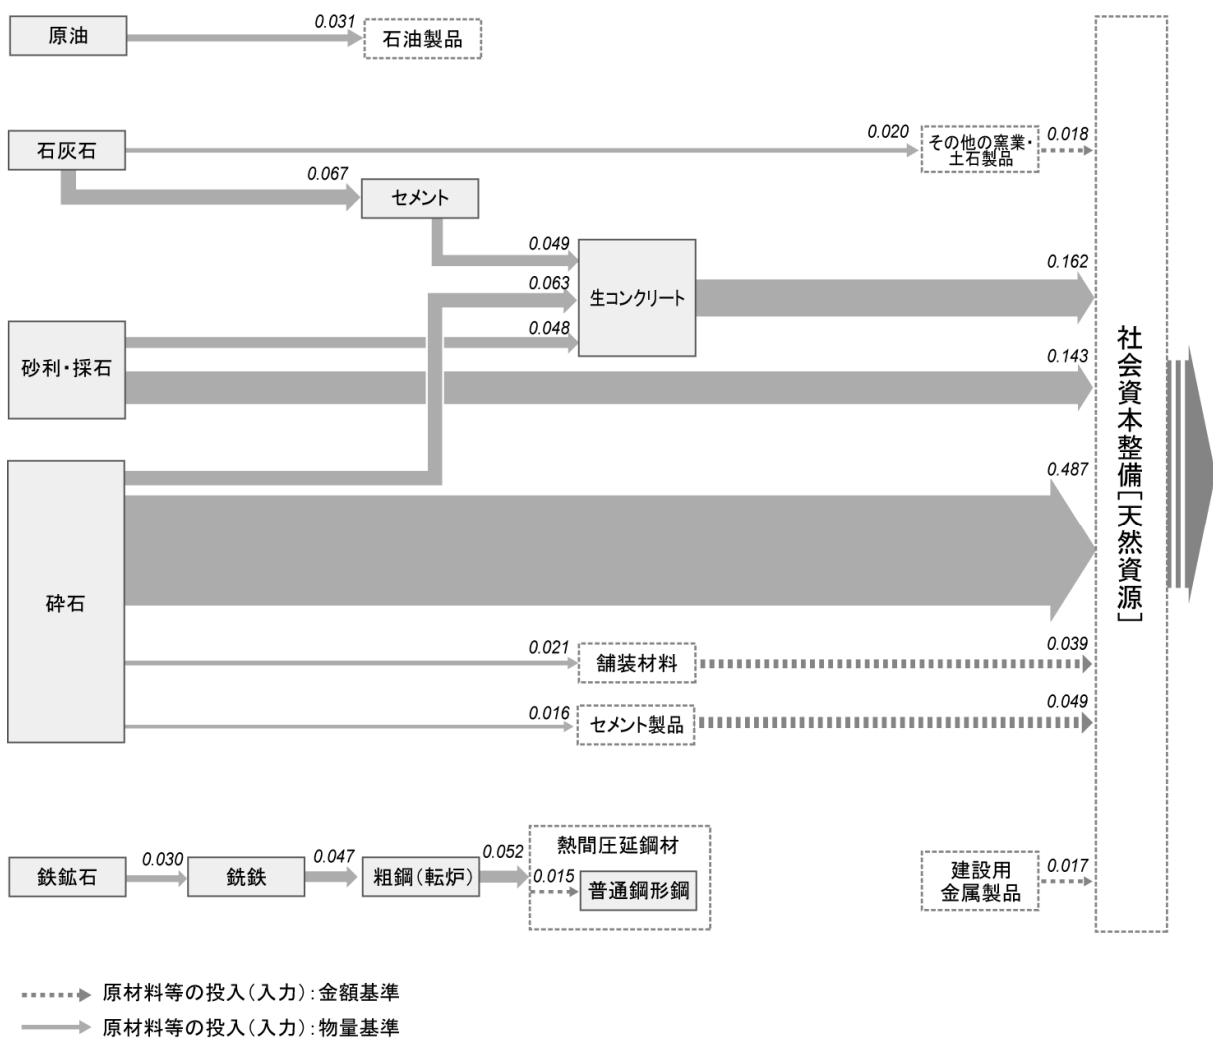 原油
0.031
石油製品
石灰石
0.020
その他の窯業・
土石製品
0.018
0.067
セメント
0.049
0.063
0.048
生コンクリート
0.162
砂利・採石
0.143
砕石
0.487
0.021
舗装材料
0.039
0.016
セメント製品
0.049
鉄鉱石
0.030
銑鉄
0.047
粗鋼(転炉)
0.052
熱間圧延鋼材
0.015
普通鋼形鋼
建設用
金属製品
0.017
社会資本整備[天然資源]
原材料等の投入(入力):金額基準
原材料等の投入(入力):物量基準